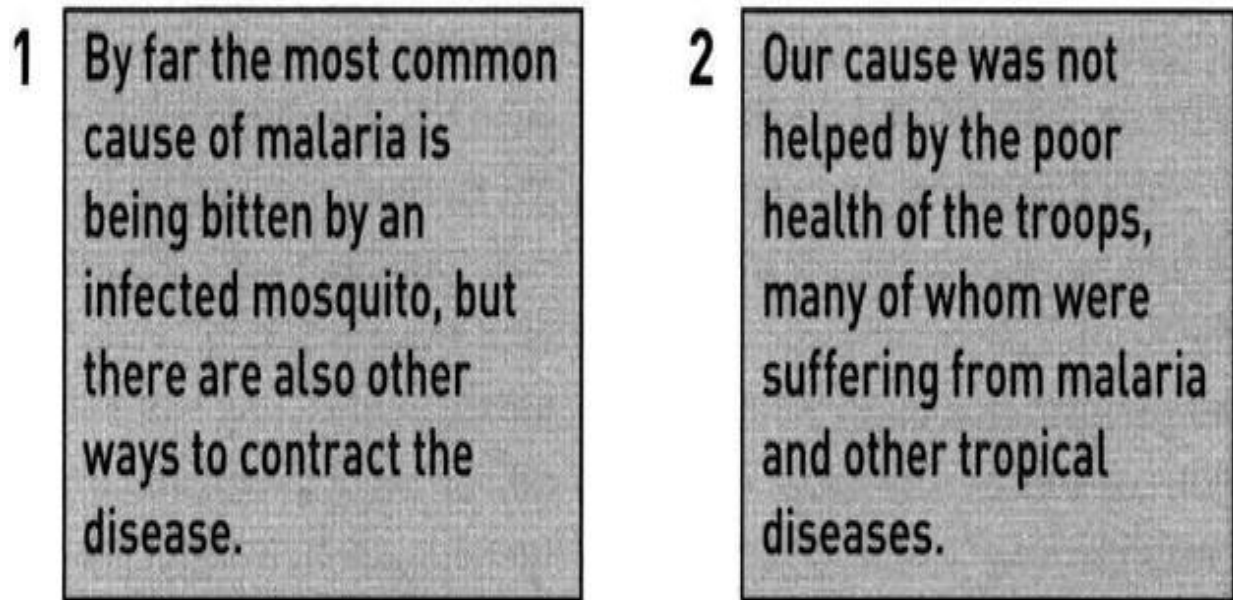 1
By far the most common
cause of malaria is
being bitten by an
infected mosquito, but
there are also other
ways to contract the
disease.
2
Our cause was not
helped by the poor
health of the troops,
many of whom were
suffering from malaria
and other tropical
diseases.